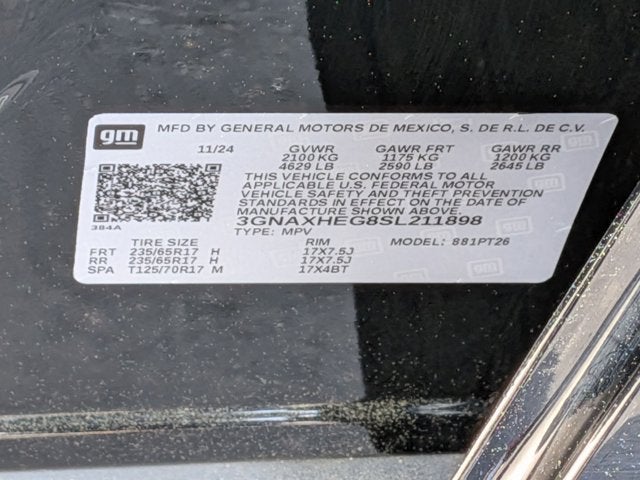 gm
MFD BY GENERAL MOTORS DE MEXICO, S. DE R.L. DE C.V.
11/24 GVWR GAWR FRT GAWR RR
2100 KG 1175 KG 1200 KG
4629 LB 2590 LB 2645 LB
THIS VEHICLE CONFORMS TO ALL
APPLICABLE U.S. FEDERAL MOTOR
VEHICLE SAFETY AND THEFT PREVENTION
STANDARDS IN EFFECT ON THE DATE OF
MANUFACTURE SHOWN ABOVE.
3GNAXHEG8SL211898
384A
TYPE: MPV MODEL: 881PT26
TIRE SIZE RIM
FRT 235/65R17 H 17X7.5J
RR 235/65R17 H 17X7.5J
SPA T125/70R17 M 17X4BT